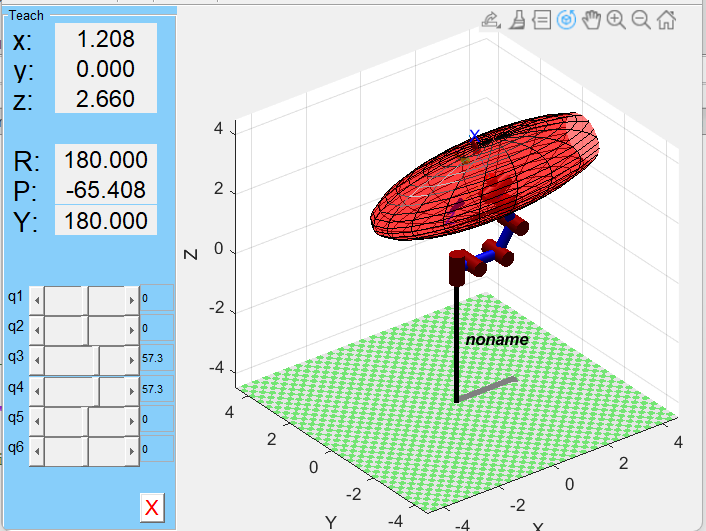 Teach
x: 1.208
y: 0.000
z: 2.660
R: 180.000
P: -65.408
Y: 180.000
q1 0
q2 0
q3 57.3
q4 57.3
q5 0
q6 0
X
4
2
0
-2
-4
Z
X
noname
4
2
0
-2
-4
Y
-4
-2
0
2
4
X